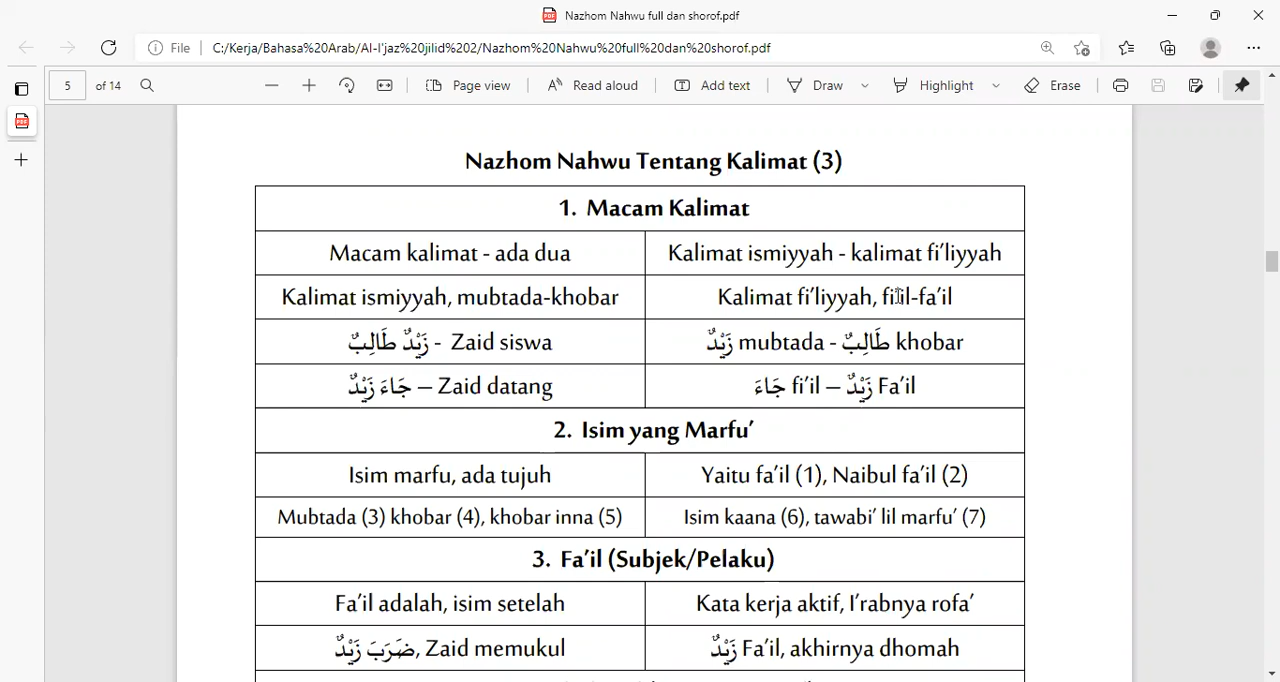 Nazhom Nahwu full dan shorof.pdf
File C:/Kerja/Bahasa%20Arab/Al-I'jaz%20jilid%202/Nazhom%20Nahwu%20full%20dan%20shorof.pdf
5 of 14 Page view Read aloud Add text Draw Highlight Erase
Nazhom Nahwu Tentang Kalimat (3)
1. Macam Kalimat
Macam kalimat - ada dua Kalimat ismiyyah - kalimat fi'liyyah
Kalimat ismiyyah, mubtada-khobar Kalimat fi'liyyah, fi'il-fa'il
زَيْدٌ طَالِبٌ - Zaid siswa زَيْدٌ mubtada - طَالِبٌ khobar
جَاءَ زَيْدٌ – Zaid datang جَاءَ fi'il – زَيْدٌ Fa'il
2. Isim yang Marfu'
Isim marfu, ada tujuh Yaitu fa'il (1), Naibul fa'il (2)
Mubtada (3) khobar (4), khobar inna (5) Isim kaana (6), tawabi' lil marfu' (7)
3. Fa'il (Subjek/Pelaku)
Fa'il adalah, isim setelah Kata kerja aktif, I'rabnya rofa'
ضَرَبَ زَيْدٌ, Zaid memukul زَيْدٌ Fa'il, akhirnya dhomah